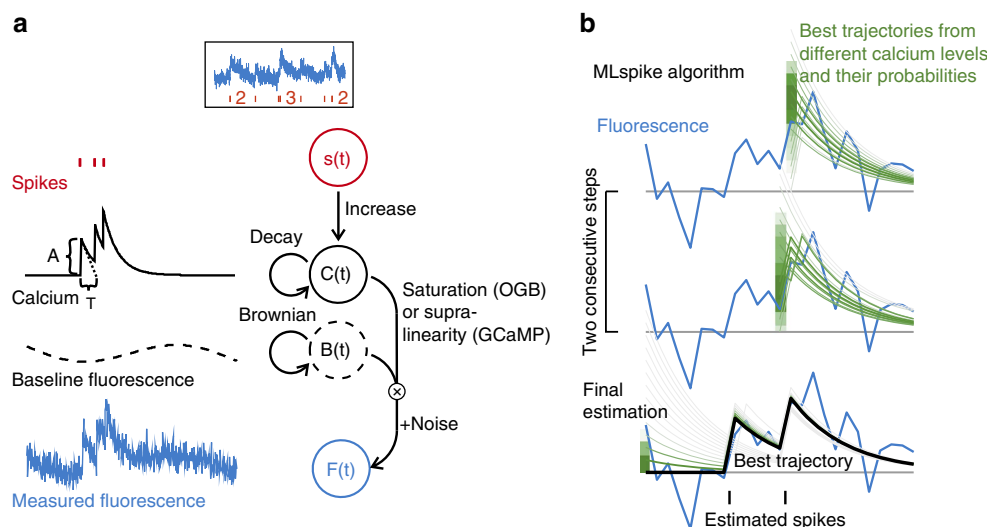 a
2 3 2
s(t)
Spikes
Increase
Decay
A
C(t)
T
Calcium
Saturation (OGB)
or supra-
linearity (GCaMP)
Brownian
B(t)
Baseline fluorescence
×
+Noise
F(t)
Measured fluorescence
b
Best trajectories from
different calcium levels
and their probabilities
MLspike algorithm
Fluorescence
Two consecutive steps
Final
estimation
Best trajectory
Estimated spikes